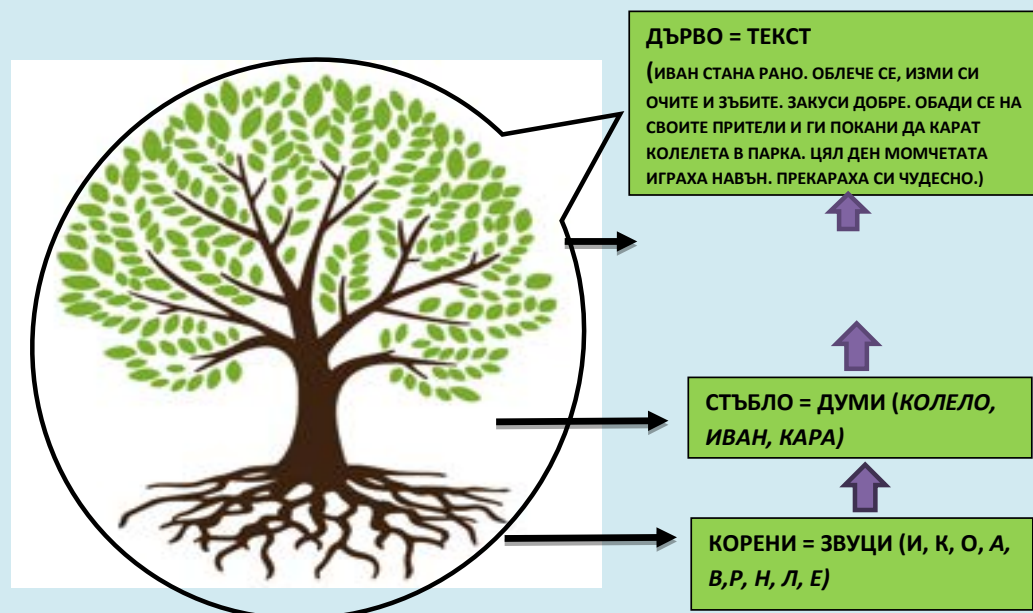 ДЪРВО = ТЕКСТ
(ИВАН СТАНА РАНО. ОБЛЕЧЕ СЕ, ИЗМИ СИ
ОЧИТЕ И ЗЪБИТЕ. ЗАКУСИ ДОБРЕ. ОБАДИ СЕ НА
СВОИТЕ ПРИТЕЛИ И ГИ ПОКАНИ ДА КАРАТ
КОЛЕЛЕТА В ПАРКА. ЦЯЛ ДЕН МОМЧЕТАТА
ИГРАХА НАВЪН. ПРЕКАРАХА СИ ЧУДЕСНО.)
СТЪБЛО = ДУМИ (КОЛЕЛО,
ИВАН, КАРА)
КОРЕНИ = ЗВУЦИ (И, К, О, А,
В,Р, Н, Л, Е)